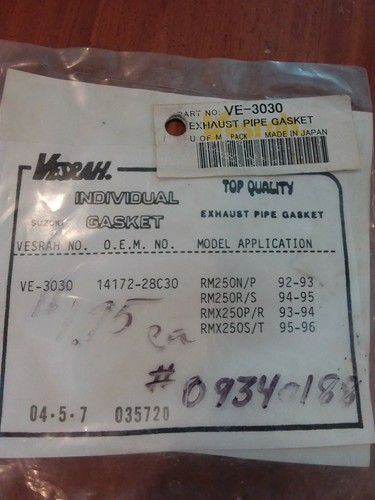 PART NO. VE-3030
EXHAUST PIPE GASKET
U OF M PACK MADE IN JAPAN
VESRAH.
INDIVIDUAL
SUZUKI GASKET
TOP QUALITY
EXHAUST PIPE GASKET
VESRAH NO. O.E.M. NO. MODEL APPLICATION
VE-3030 14172-28C30 RM250N/P 92-93
RM250R/S 94-95
RMX250P/R 93-94
RMX250S/T 95-96
# 09340188
04·5·7 035720